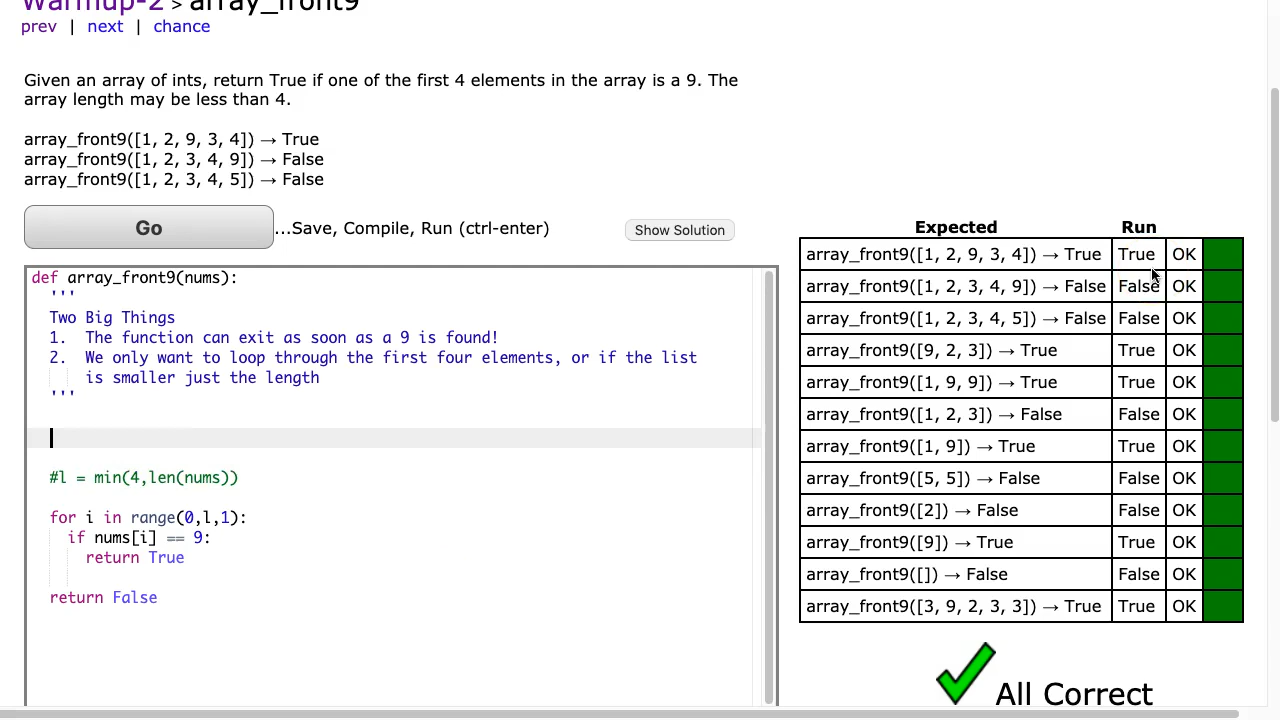 Warmup-2 > array_front9
prev | next | chance
Given an array of ints, return True if one of the first 4 elements in the array is a 9. The
array length may be less than 4.
array_front9([1, 2, 9, 3, 4]) → True
array_front9([1, 2, 3, 4, 9]) → False
array_front9([1, 2, 3, 4, 5]) → False
Go ...Save, Compile, Run (ctrl-enter) Show Solution
def array_front9(nums):
'''
Two Big Things
1. The function can exit as soon as a 9 is found!
2. We only want to loop through the first four elements, or if the list
is smaller just the length
'''
#l = min(4,len(nums))
for i in range(0,l,1):
if nums[i] == 9:
return True
return False
Expected Run
array_front9([1, 2, 9, 3, 4]) → True True OK
array_front9([1, 2, 3, 4, 9]) → False False OK
array_front9([1, 2, 3, 4, 5]) → False False OK
array_front9([9, 2, 3]) → True True OK
array_front9([1, 9, 9]) → True True OK
array_front9([1, 2, 3]) → False False OK
array_front9([1, 9]) → True True OK
array_front9([5, 5]) → False False OK
array_front9([2]) → False False OK
array_front9([9]) → True True OK
array_front9([]) → False False OK
array_front9([3, 9, 2, 3, 3]) → True True OK
All Correct